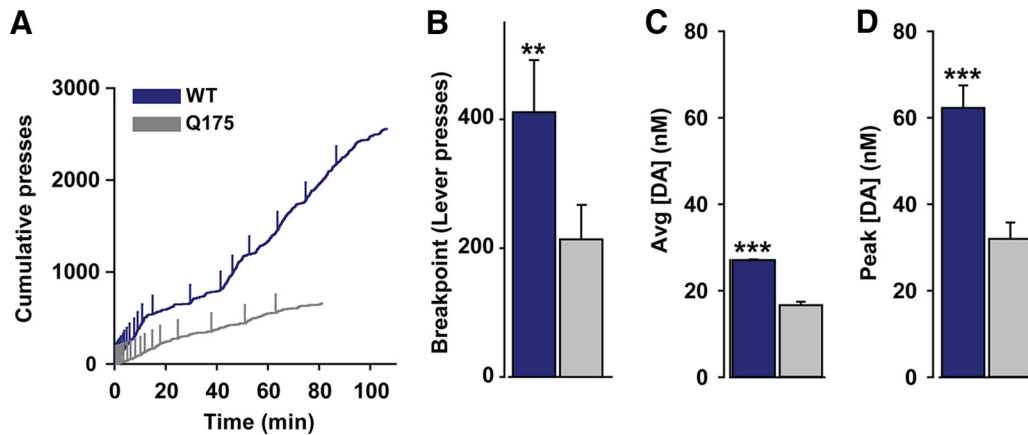 A
Cumulative presses
3000
2000
1000
0
WT
Q175
0 20 40 60 80 100
Time (min)
B
Breakpoint (Lever presses)
400
200
0
**
C
Avg [DA] (nM)
80
60
40
20
0
***
D
Peak [DA] (nM)
80
60
40
20
0
***